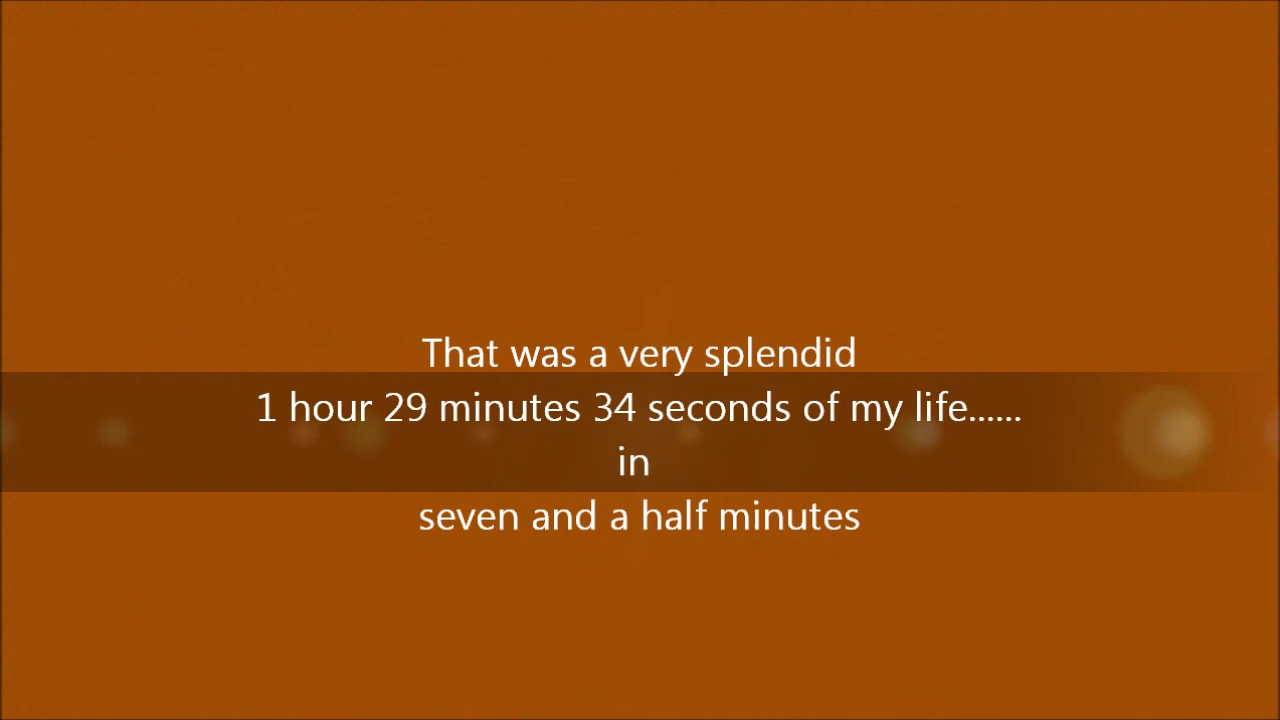 That was a very splendid
1 hour 29 minutes 34 seconds of my life......
in
seven and a half minutes